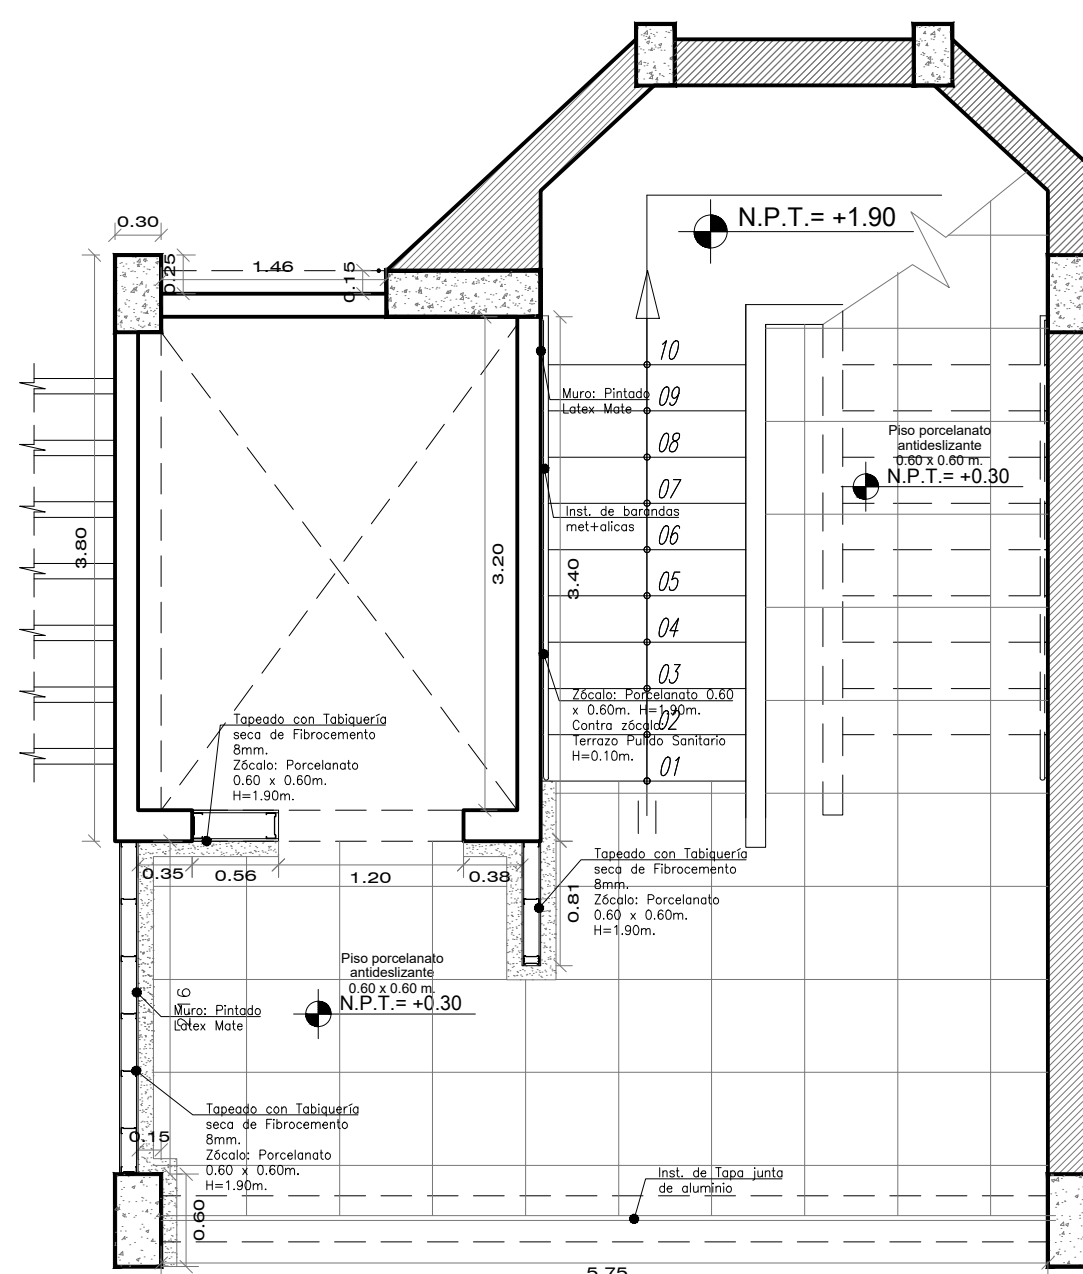 N.P.T.= +1.90
0.30
0.25
1.46
0.15
10
09
08
07
06
05
04
03
02
01
Muro: Pintado
Latex Mate
Piso porcelanato
antideslizante
0.60 x 0.60 m.
N.P.T.= +0.30
Inst. de barandas
met+alicas
3.80
3.20
3.40
Zócalo: Porcelanato 0.60
x 0.60m. H=1.90m.
Contra zócalo:
Terrazo Pulido Sanitario
H=0.10m.
Tapeado con Tabiquería
seca de Fibrocemento
8mm.
Zócalo: Porcelanato
0.60 x 0.60m.
H=1.90m.
Tapeado con Tabiquería
seca de Fibrocemento
8mm.
Zócalo: Porcelanato
0.60 x 0.60m.
H=1.90m.
0.35
0.56
1.20
0.38
0.81
Piso porcelanato
antideslizante
0.60 x 0.60 m.
N.P.T.= +0.30
2.16
Muro: Pintado
Latex Mate
Tapeado con Tabiquería
seca de Fibrocemento
8mm.
Zócalo: Porcelanato
0.60 x 0.60m.
H=1.90m.
0.15
0.60
Inst. de Tapa junta
de aluminio
5.75